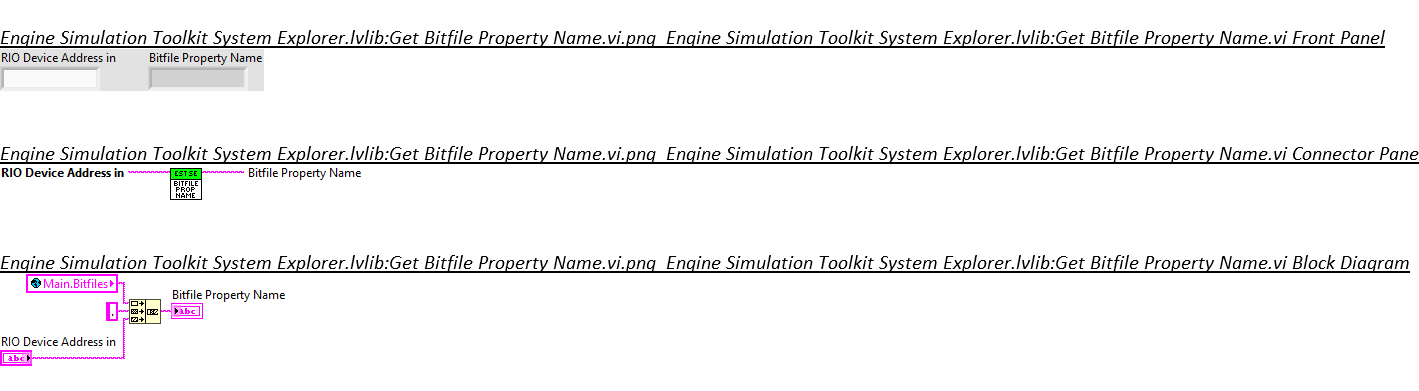 Engine Simulation Toolkit System Explorer.lvlib:Get Bitfile Property Name.vi.png Engine Simulation Toolkit System Explorer.lvlib:Get Bitfile Property Name.vi Front Panel
RIO Device Address in Bitfile Property Name
Engine Simulation Toolkit System Explorer.lvlib:Get Bitfile Property Name.vi.png Engine Simulation Toolkit System Explorer.lvlib:Get Bitfile Property Name.vi Connector Pane
RIO Device Address in EST SE Bitfile Property Name
BITFILE
PROP
NAME
Engine Simulation Toolkit System Explorer.lvlib:Get Bitfile Property Name.vi.png Engine Simulation Toolkit System Explorer.lvlib:Get Bitfile Property Name.vi Block Diagram
Main.Bitfiles
Bitfile Property Name
. abc
RIO Device Address in
abc